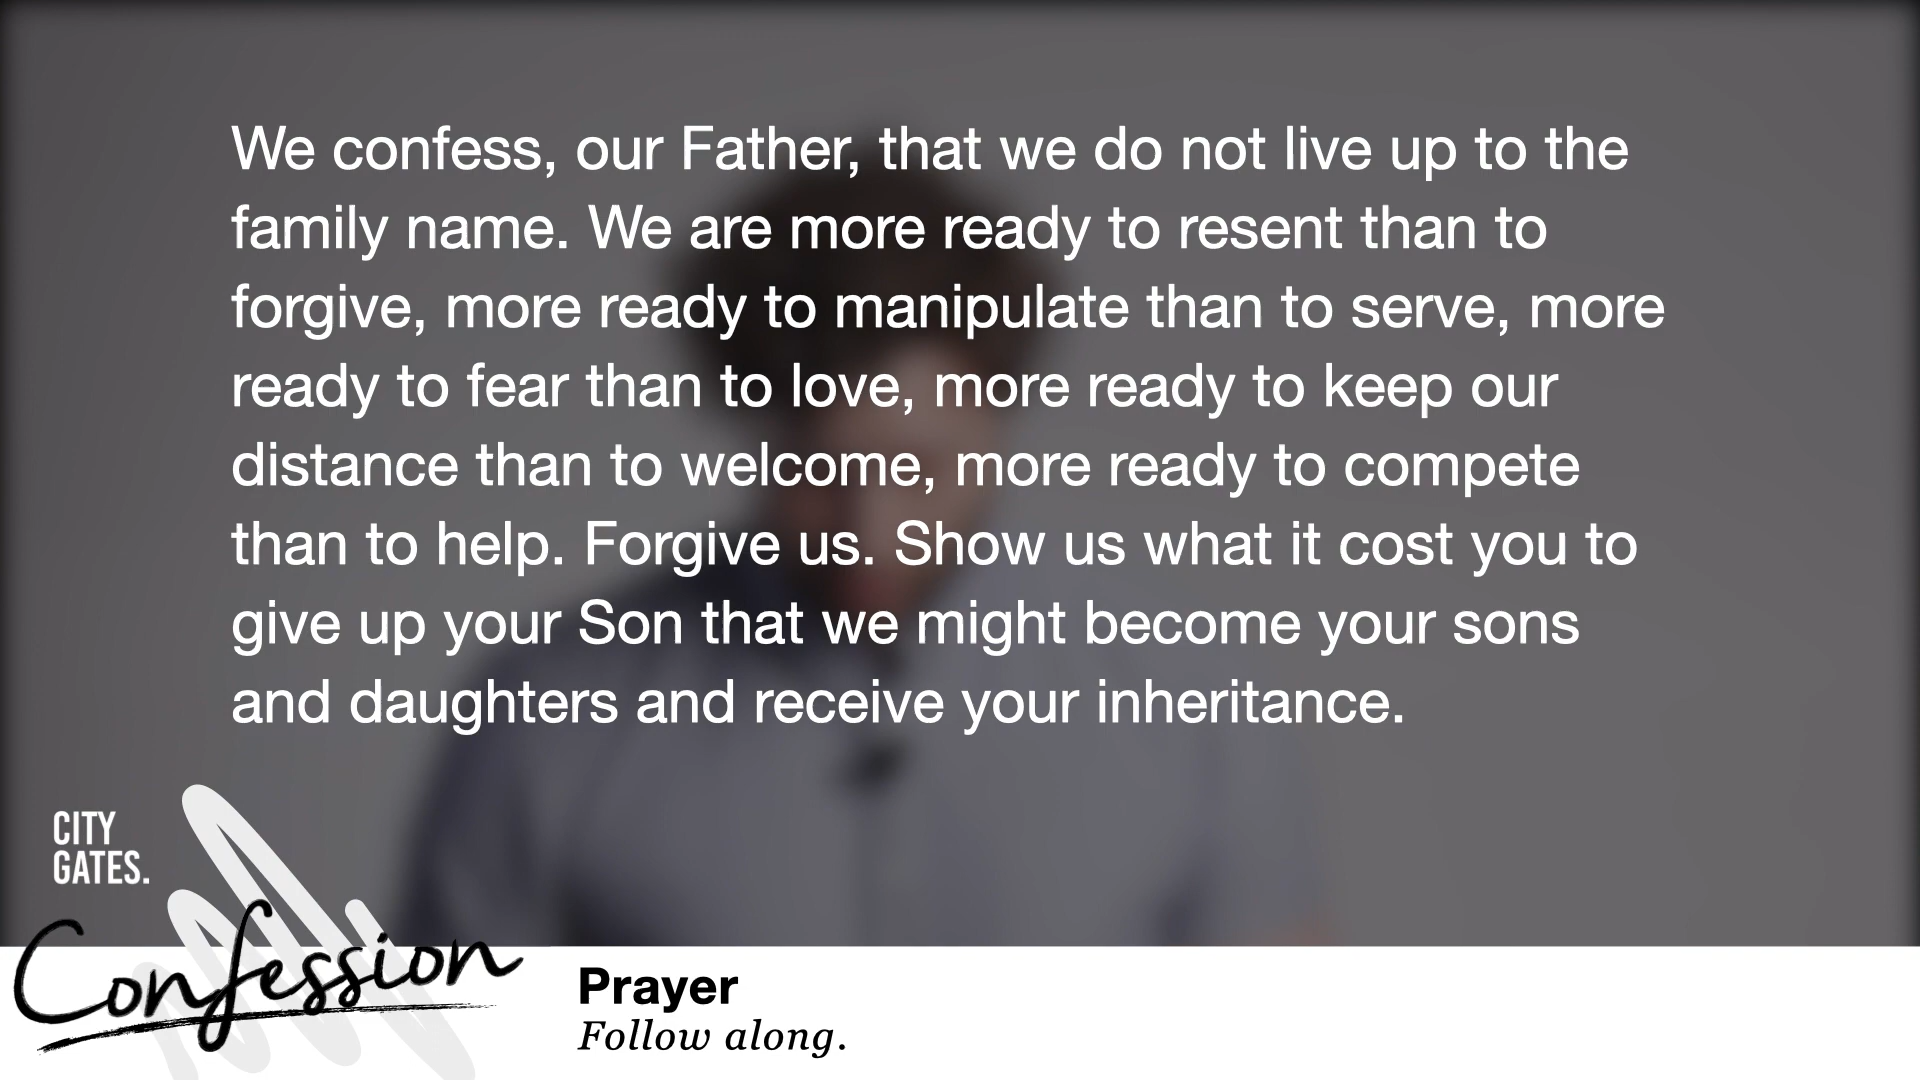 We confess, our Father, that we do not live up to the
family name. We are more ready to resent than to
forgive, more ready to manipulate than to serve, more
ready to fear than to love, more ready to keep our
distance than to welcome, more ready to compete
than to help. Forgive us. Show us what it cost you to
give up your Son that we might become your sons
and daughters and receive your inheritance.
CITY
GATES.
Confession
Prayer
Follow along.